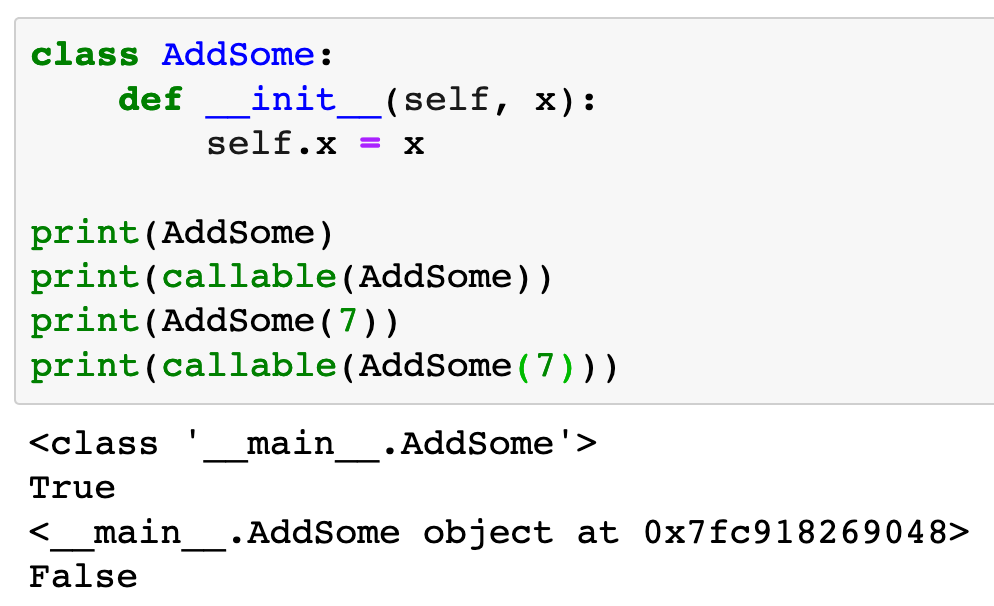 class AddSome:
    def __init__(self, x):
        self.x = x

print(AddSome)
print(callable(AddSome))
print(AddSome(7))
print(callable(AddSome(7)))
<class '__main__.AddSome'>
True
<__main__.AddSome object at 0x7fc918269048>
False